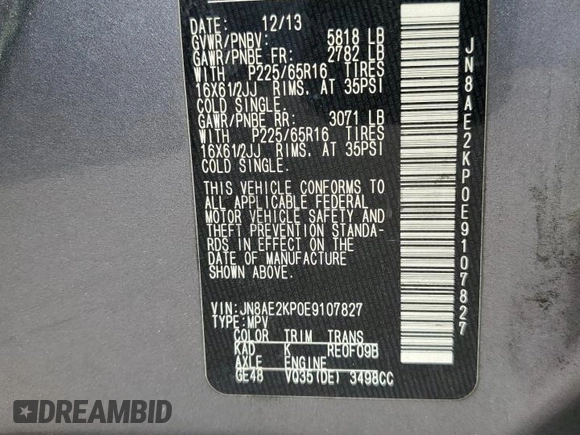 DATE: 12/13
GVWR/PNBV: 5818 LB
GAWR/PNBE FR: 2782 LB
WITH P225/65R16 TIRES
16X61/2JJ RIMS, AT 35PSI
COLD SINGLE.
GAWR/PNBE RR: 3071 LB
WITH P225/65R16 TIRES
16X61/2JJ RIMS, AT 35PSI
COLD SINGLE.
THIS VEHICLE CONFORMS TO
ALL APPLICABLE FEDERAL
MOTOR VEHICLE SAFETY AND
THEFT PREVENTION STANDA-
RDS IN EFFECT ON THE
DATE OF MANUFACTURE
SHOWN ABOVE.
VIN:JN8AE2KP0E9107827
TYPE:MPV
COLOR TRIM TRANS
KAD K RE0F09B
AXLE ENGINE
GE48 VQ35(DE) 3498CC
JN8AE2KP0E9107827
DREAMBID